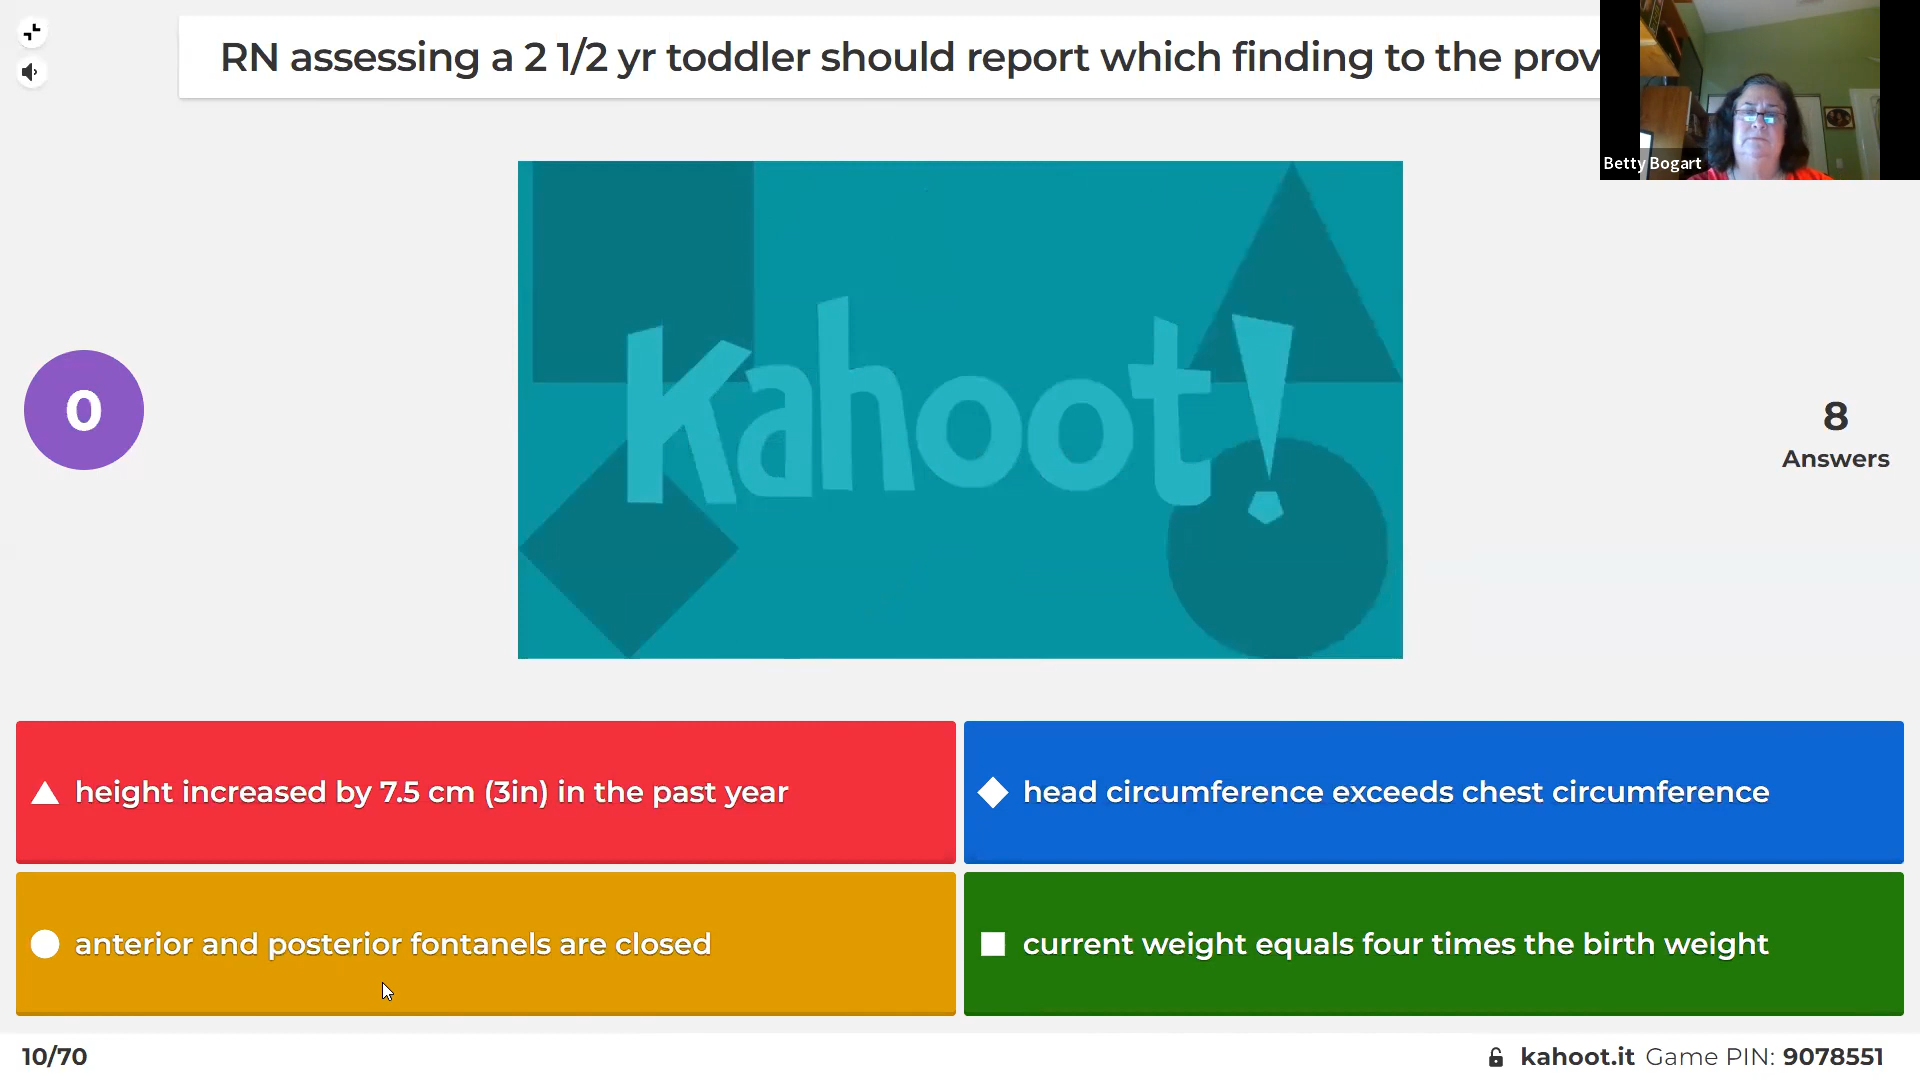 RN assessing a 2 1/2 yr toddler should report which finding to the prov
Betty Bogart
Kahoot!
0
8
Answers
height increased by 7.5 cm (3in) in the past year
head circumference exceeds chest circumference
anterior and posterior fontanels are closed
current weight equals four times the birth weight
10/70
kahoot.it Game PIN: 9078551